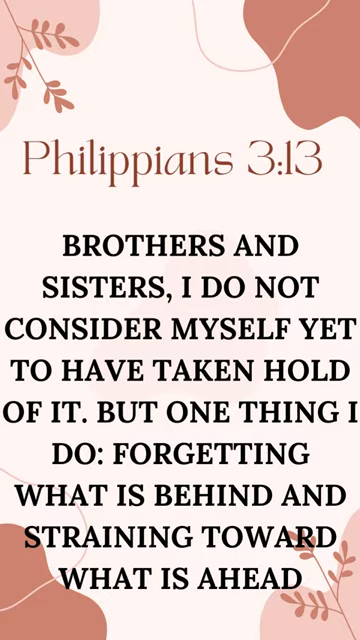 Philippians 3:13
BROTHERS AND
SISTERS, I DO NOT
CONSIDER MYSELF YET
TO HAVE TAKEN HOLD
OF IT. BUT ONE THING I
DO: FORGETTING
WHAT IS BEHIND AND
STRAINING TOWARD
WHAT IS AHEAD